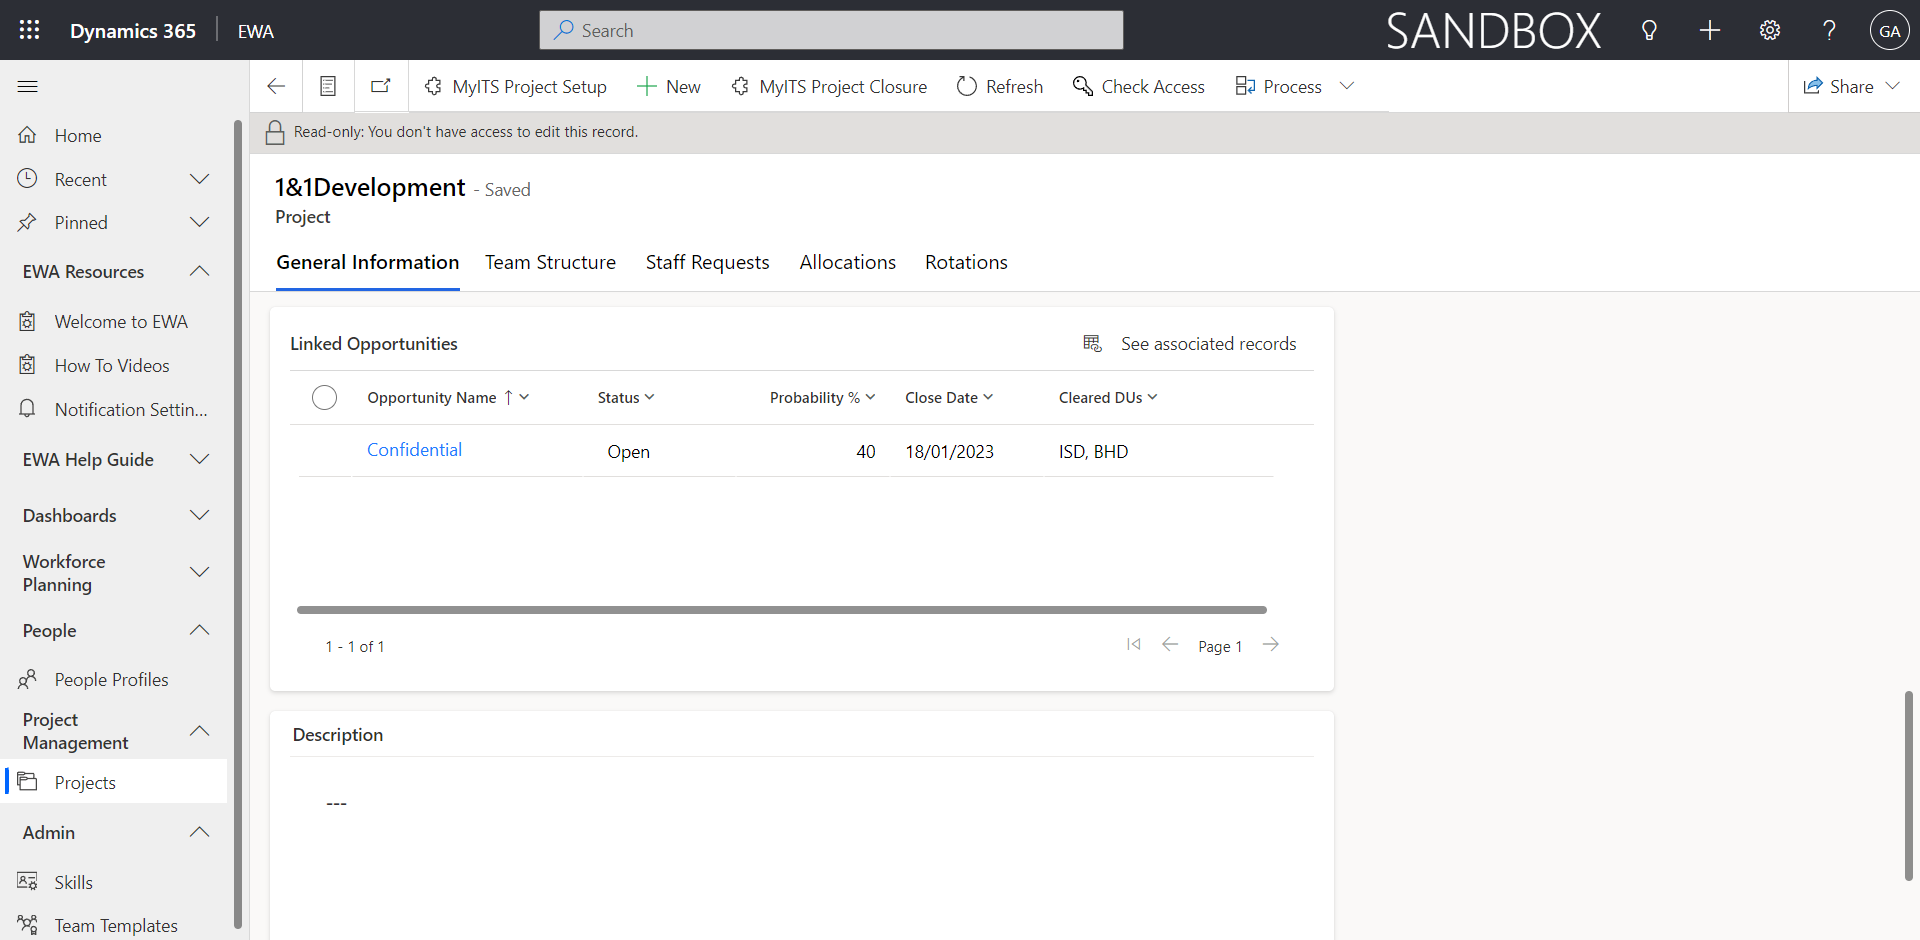 Dynamics 365 EWA Search SANDBOX GA
MyITS Project Setup New MyITS Project Closure Refresh Check Access Process Share
Read-only: You don't have access to edit this record.
Home
Recent
Pinned
EWA Resources
Welcome to EWA
How To Videos
Notification Settin...
EWA Help Guide
Dashboards
Workforce
Planning
People
People Profiles
Project
Management
Projects
Admin
Skills
Team Templates
1&1Development - Saved
Project
General Information Team Structure Staff Requests Allocations Rotations
Linked Opportunities See associated records
Opportunity Name Status Probability % Close Date Cleared DUs
Confidential Open 40 18/01/2023 ISD, BHD
1 - 1 of 1 Page 1
Description
---